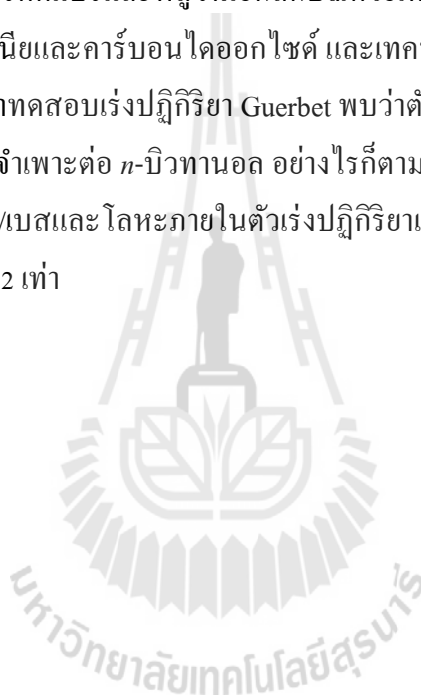 นียและคาร์บอนไดออกไซด์ และเทค
ทดสอบเร่งปฏิกิริยา Guerbet พบว่าตั
จำเพาะต่อ n-บิวทานอล อย่างไรก็ตาม
/เบสและโลหะภายในตัวเร่งปฏิกิริยาเ
2 เท่า
มหาวิทยาลัยเทคโนโลยีสุรนารี